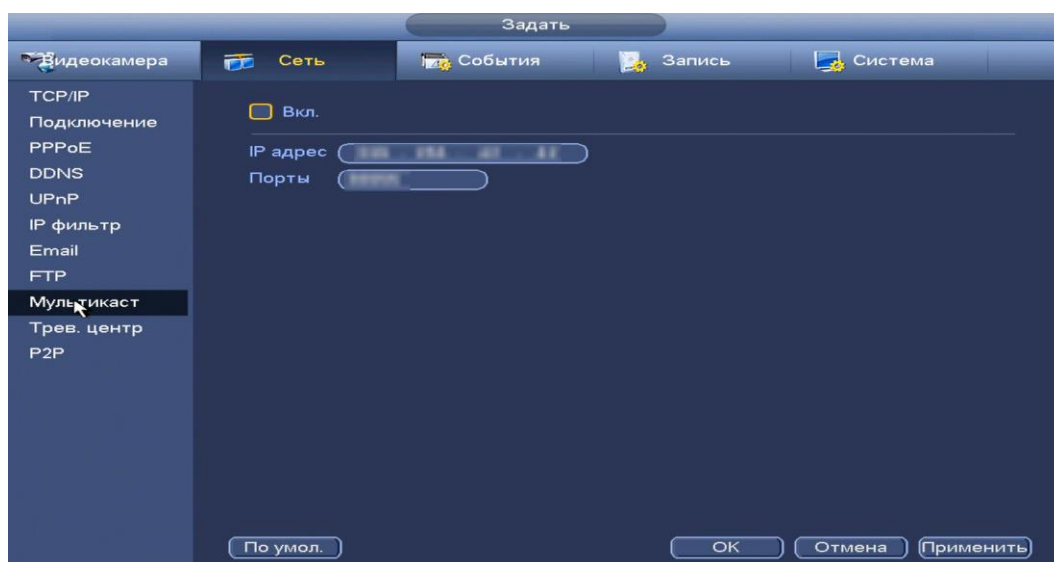 Задать
Видеокамера Сеть События Запись Система
TCP/IP
Подключение
PPPoE
DDNS
UPnP
IP фильтр
Email
FTP
Мультикаст
Трев. центр
P2P
Вкл.
IP адрес
Порты
По умол. OK Отмена Применить